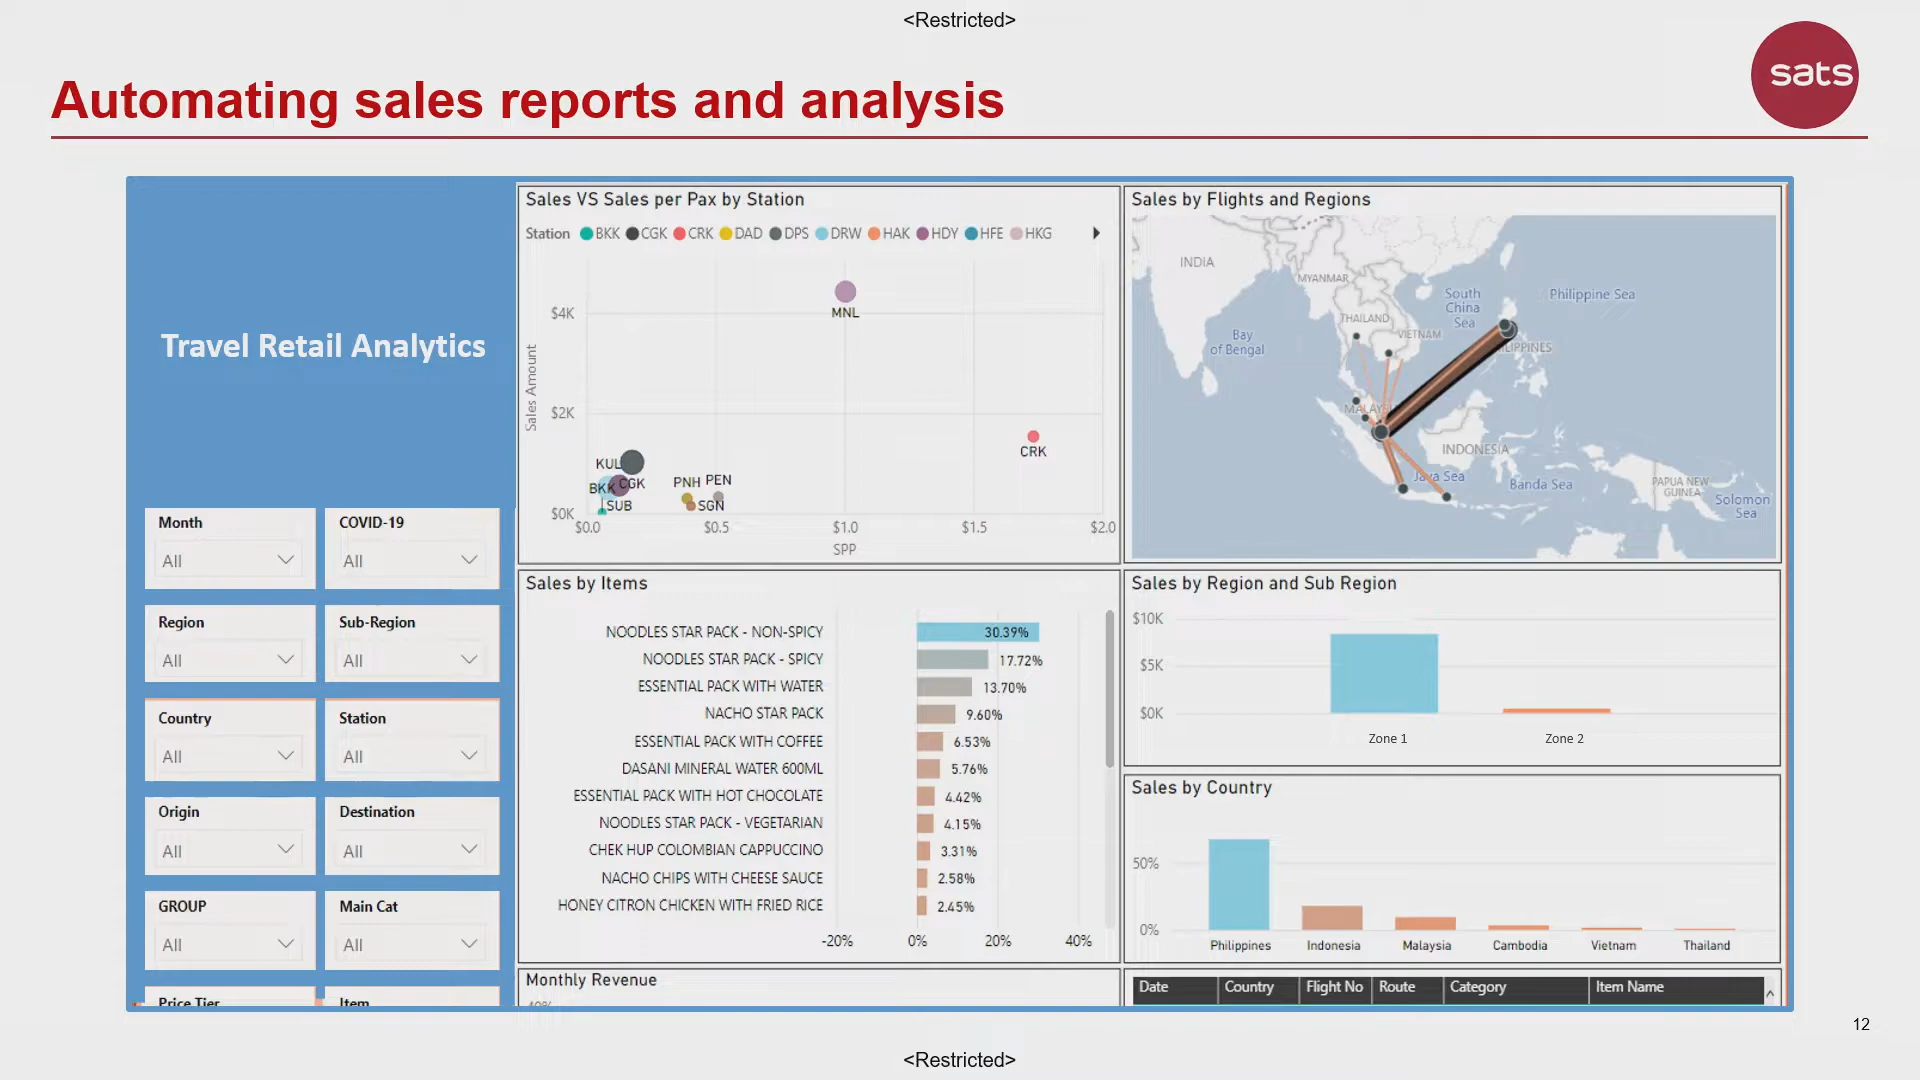 <Restricted>
sats
Automating sales reports and analysis
Travel Retail Analytics
Month
All
COVID-19
All
Region
All
Sub-Region
All
Country
All
Station
All
Origin
All
Destination
All
GROUP
All
Main Cat
All
Price Tier
Item
Sales VS Sales per Pax by Station
Station BKK CGK CRK DAD DPS DRW HAK HDY HFE HKG
Sales Amount
$4K
$2K
$0K
MNL
CRK
KUL
BKK
CGK
SUB
PNH
PEN
SGN
$0.0 $0.5 $1.0 $1.5 $2.0
SPP
Sales by Flights and Regions
INDIA
MYANMAR
THAILAND
VIETNAM
South
China
Sea
Philippine Sea
Bay
of Bengal
ILIPPINES
MALAYS
INDONESIA
Java Sea
Banda Sea
PAPUA NEW
GUINEA
Solomon
Sea
Sales by Items
NOODLES STAR PACK - NON-SPICY 30.39%
NOODLES STAR PACK - SPICY 17.72%
ESSENTIAL PACK WITH WATER 13.70%
NACHO STAR PACK 9.60%
ESSENTIAL PACK WITH COFFEE 6.53%
DASANI MINERAL WATER 600ML 5.76%
ESSENTIAL PACK WITH HOT CHOCOLATE 4.42%
NOODLES STAR PACK - VEGETARIAN 4.15%
CHEK HUP COLOMBIAN CAPPUCCINO 3.31%
NACHO CHIPS WITH CHEESE SAUCE 2.58%
HONEY CITRON CHICKEN WITH FRIED RICE 2.45%
-20% 0% 20% 40%
Sales by Region and Sub Region
$10K
$5K
$0K
Zone 1 Zone 2
Sales by Country
50%
0%
Philippines Indonesia Malaysia Cambodia Vietnam Thailand
Monthly Revenue
40%
Date Country Flight No Route Category Item Name
12
<Restricted>